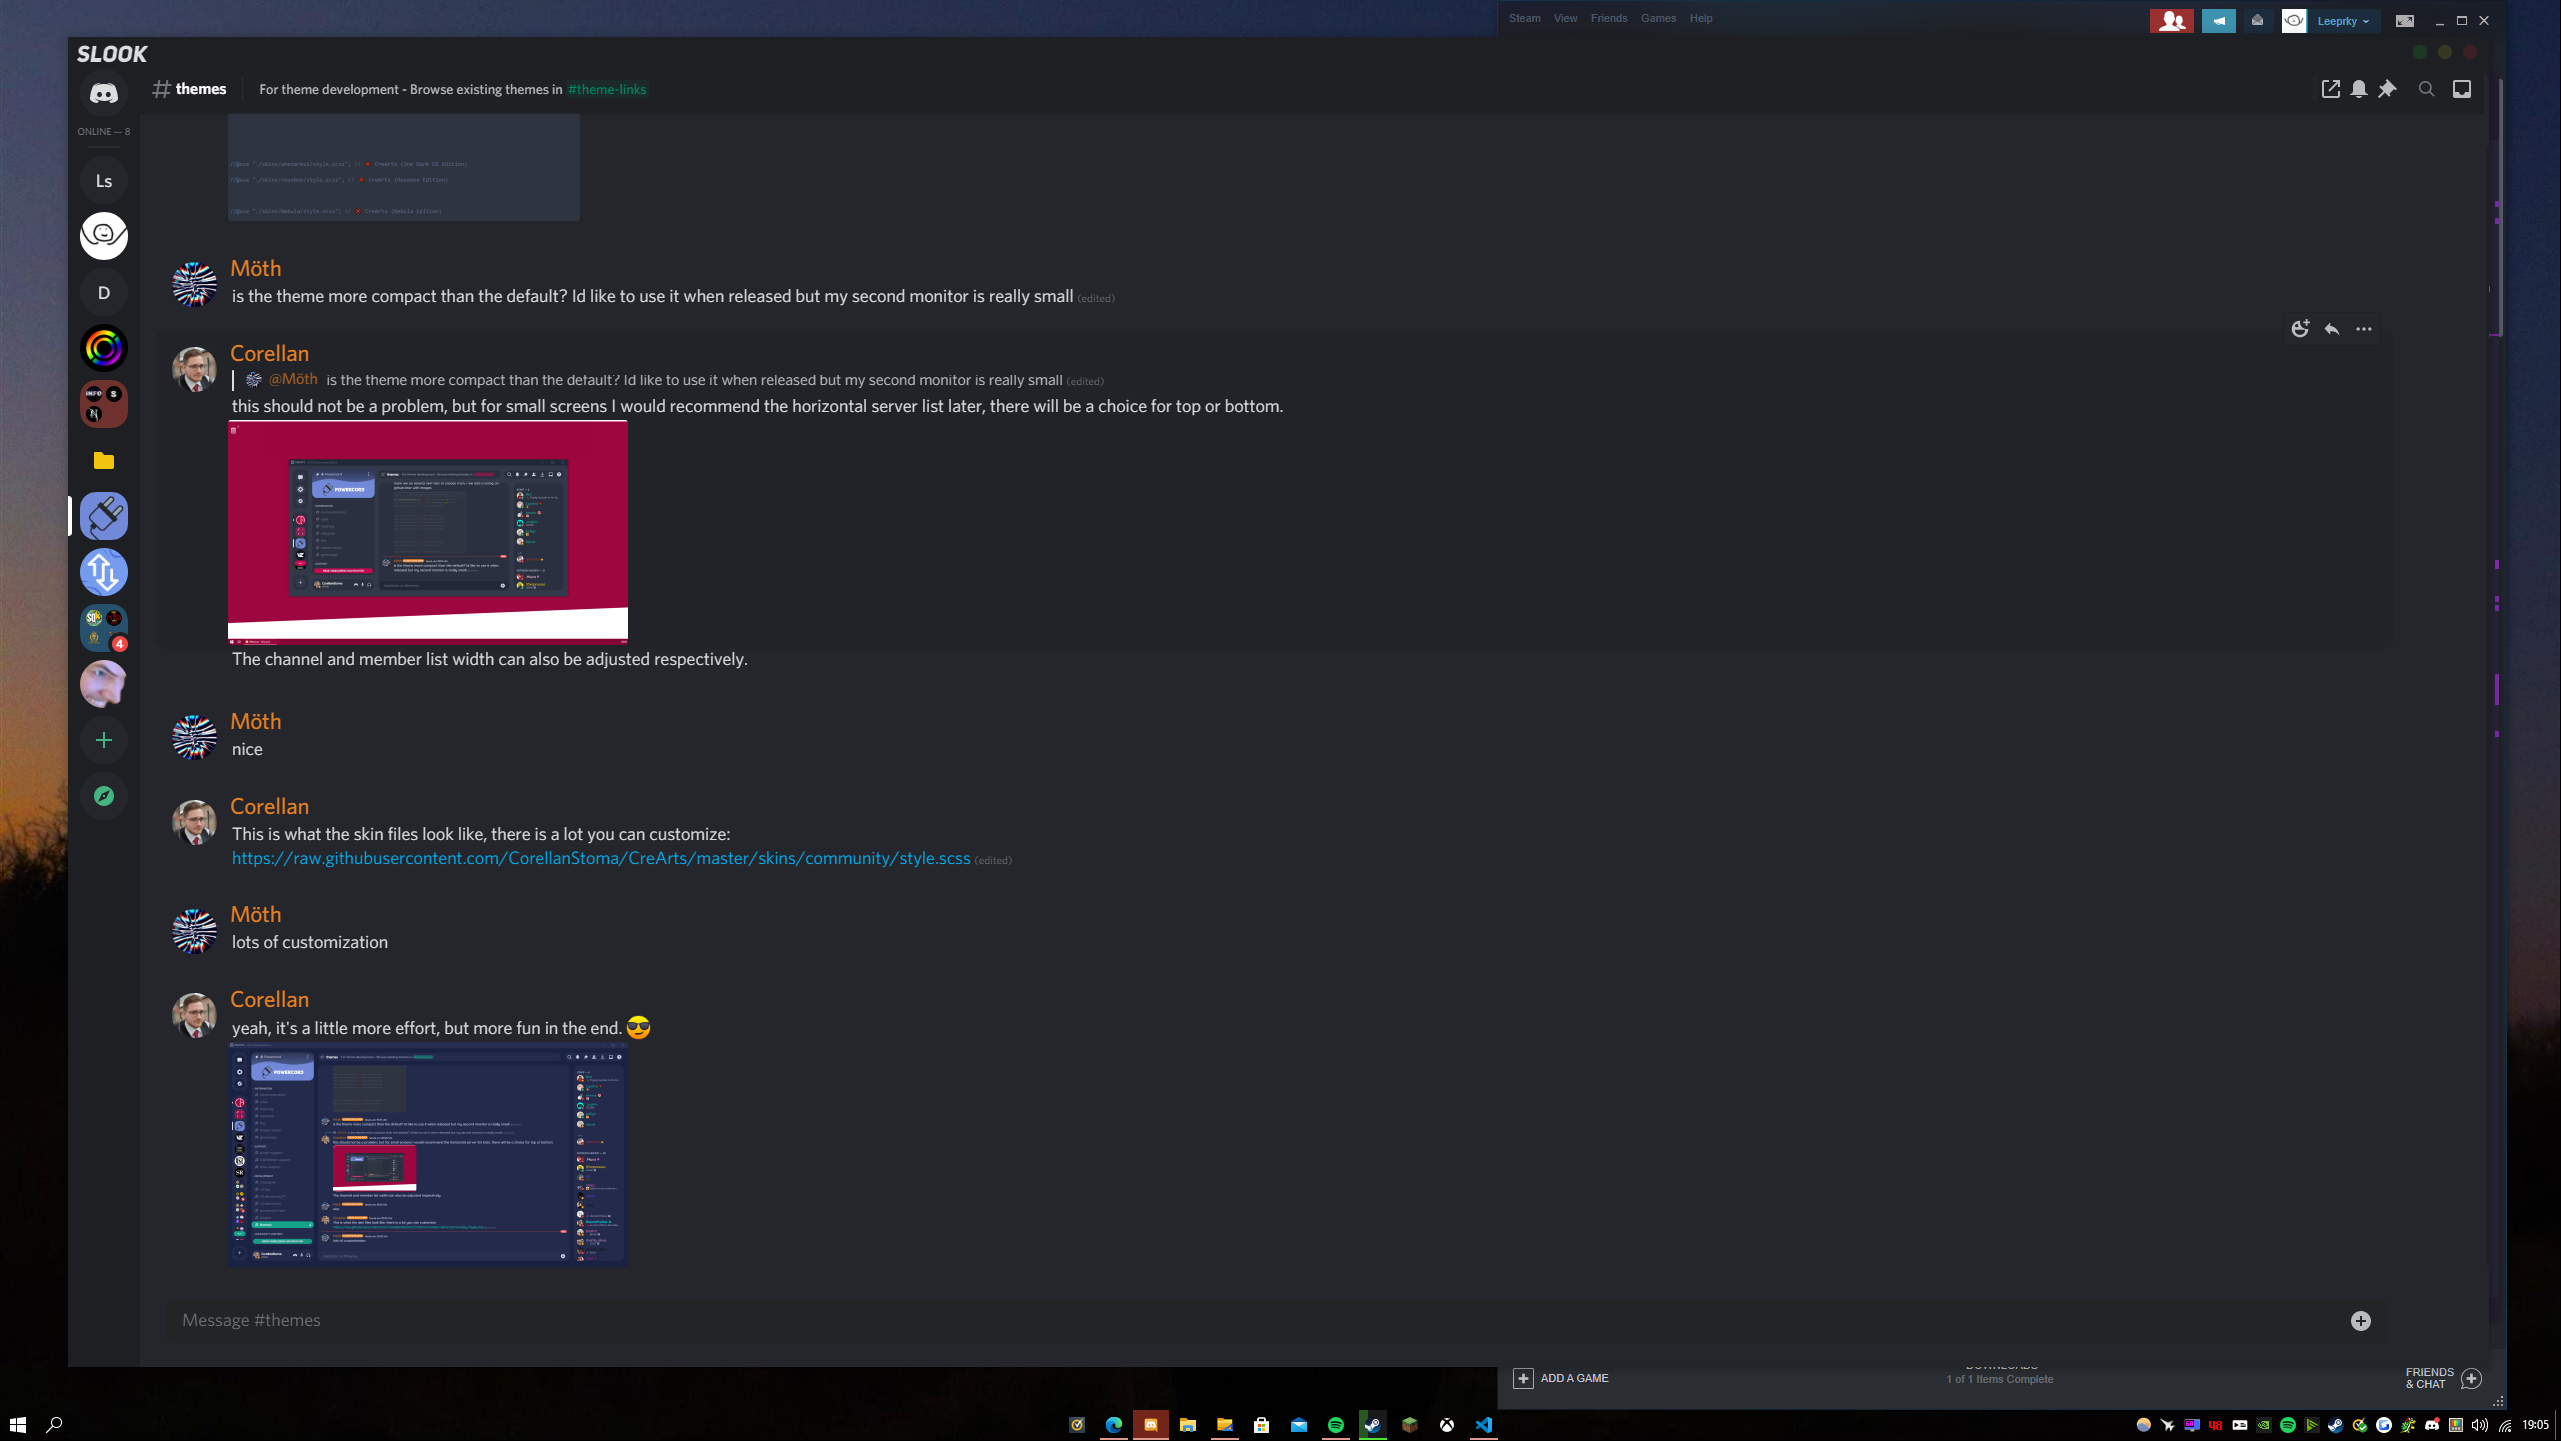 Steam View Friends Games Help
Leeprky
SLOOK
# themes For theme development - Browse existing themes in #theme-links
ONLINE — 8
Ls
D
INFO S
N
4
Möth
is the theme more compact than the default? Id like to use it when released but my second monitor is really small (edited)
Corellan
@Möth is the theme more compact than the default? Id like to use it when released but my second monitor is really small (edited)
this should not be a problem, but for small screens I would recommend the horizontal server list later, there will be a choice for top or bottom.
POWERCORD
The channel and member list width can also be adjusted respectively.
Möth
nice
Corellan
This is what the skin files look like, there is a lot you can customize:
https://raw.githubusercontent.com/CorellanStoma/CreArts/master/skins/community/style.scss (edited)
Möth
lots of customization
Corellan
yeah, it's a little more effort, but more fun in the end.
POWERCORD
Message #themes
ADD A GAME
DOWNLOADS
1 of 1 Items Complete
FRIENDS
& CHAT
19:05